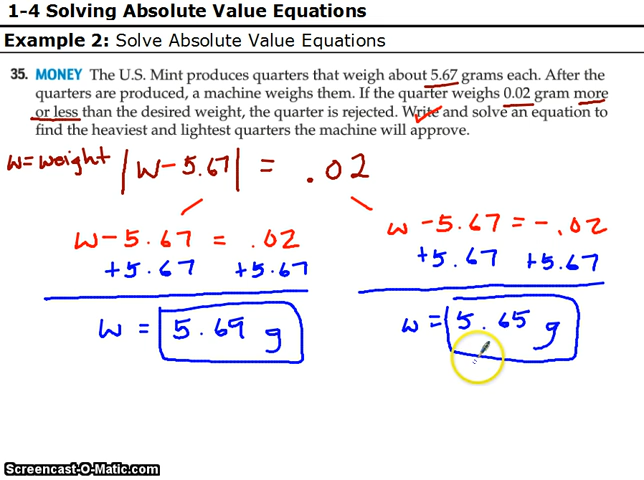 1-4 Solving Absolute Value Equations
Example 2: Solve Absolute Value Equations
35. MONEY The U.S. Mint produces quarters that weigh about 5.67 grams each. After the
quarters are produced, a machine weighs them. If the quarter weighs 0.02 gram more
or less than the desired weight, the quarter is rejected. Write and solve an equation to
find the heaviest and lightest quarters the machine will approve.
w = weight |w - 5.67| = .02
w - 5.67 = .02 w - 5.67 = -.02
+5.67 +5.67 +5.67 +5.67
w = 5.69 g w = 5.65 g
Screencast-O-Matic.com